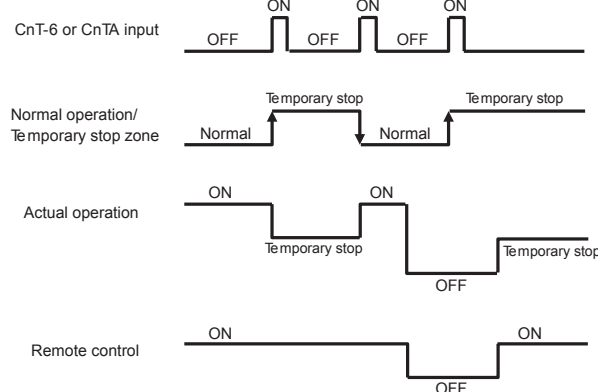 ON ON ON
CnT-6 or CnTA input
OFF OFF OFF
Temporary stop Temporary stop
Normal operation/
Temporary stop zone
Normal Normal
ON ON
Actual operation
Temporary stop Temporary stop
OFF
ON ON
Remote control
OFF